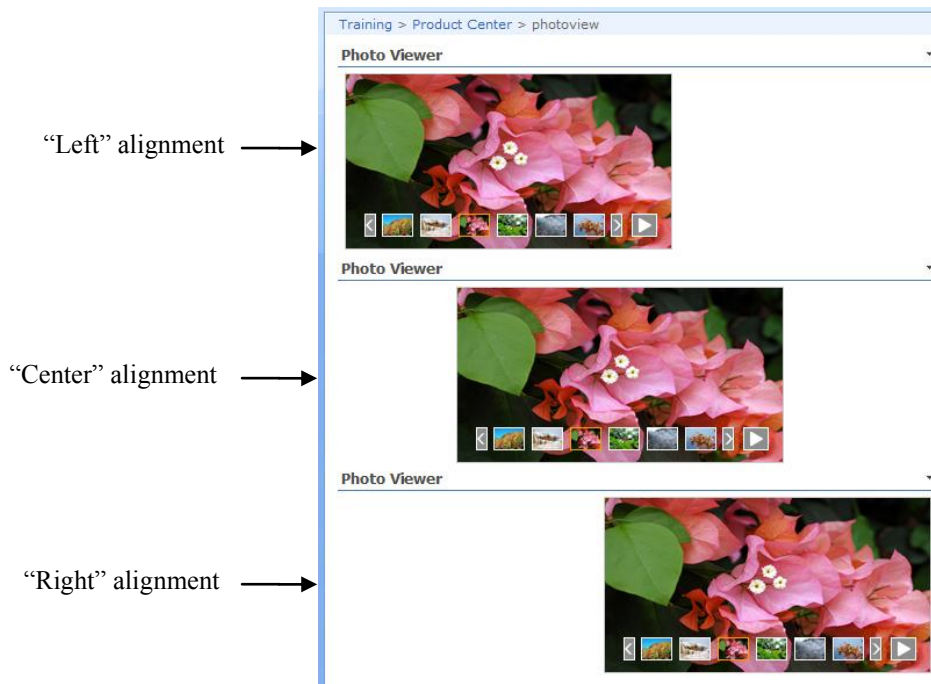 Training > Product Center > photoview
Photo Viewer
“Left” alignment
Photo Viewer
“Center” alignment
Photo Viewer
“Right” alignment